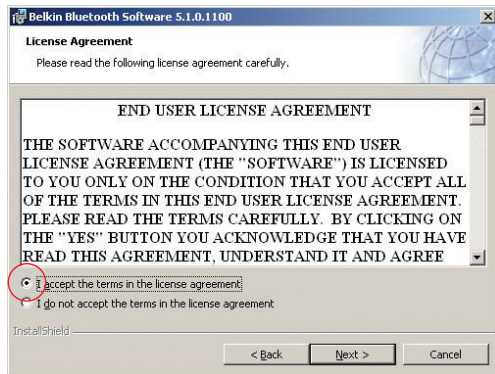 Belkin Bluetooth Software 5.1.0.1100
License Agreement
Please read the following license agreement carefully.
END USER LICENSE AGREEMENT
THE SOFTWARE ACCOMPANYING THIS END USER
LICENSE AGREEMENT (THE "SOFTWARE") IS LICENSED
TO YOU ONLY ON THE CONDITION THAT YOU ACCEPT ALL
OF THE TERMS IN THIS END USER LICENSE AGREEMENT.
PLEASE READ THE TERMS CAREFULLY. BY CLICKING ON
THE "YES" BUTTON YOU ACKNOWLEDGE THAT YOU HAVE
READ THIS AGREEMENT, UNDERSTAND IT AND AGREE
I accept the terms in the license agreement
I do not accept the terms in the license agreement
InstallShield
< Back Next > Cancel